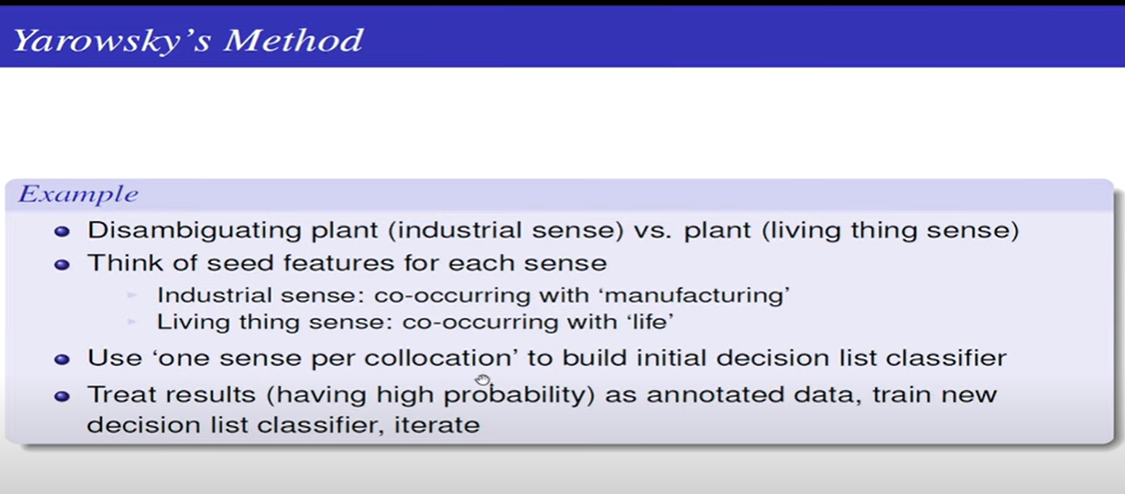 Yarowsky's Method
Example
Disambiguating plant (industrial sense) vs. plant (living thing sense)
Think of seed features for each sense
Industrial sense: co-occurring with 'manufacturing'
Living thing sense: co-occurring with 'life'
Use 'one sense per collocation' to build initial decision list classifier
Treat results (having high probability) as annotated data, train new
decision list classifier, iterate